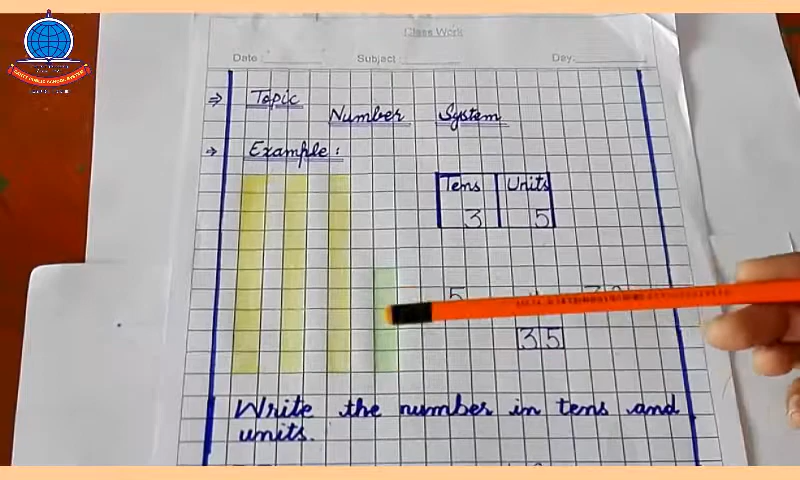 Class Work
Date : Subject : Day:
⇒ Topic
Number System
→ Example :
Tens Units
3 5
5
35
Write the number in tens and
units.